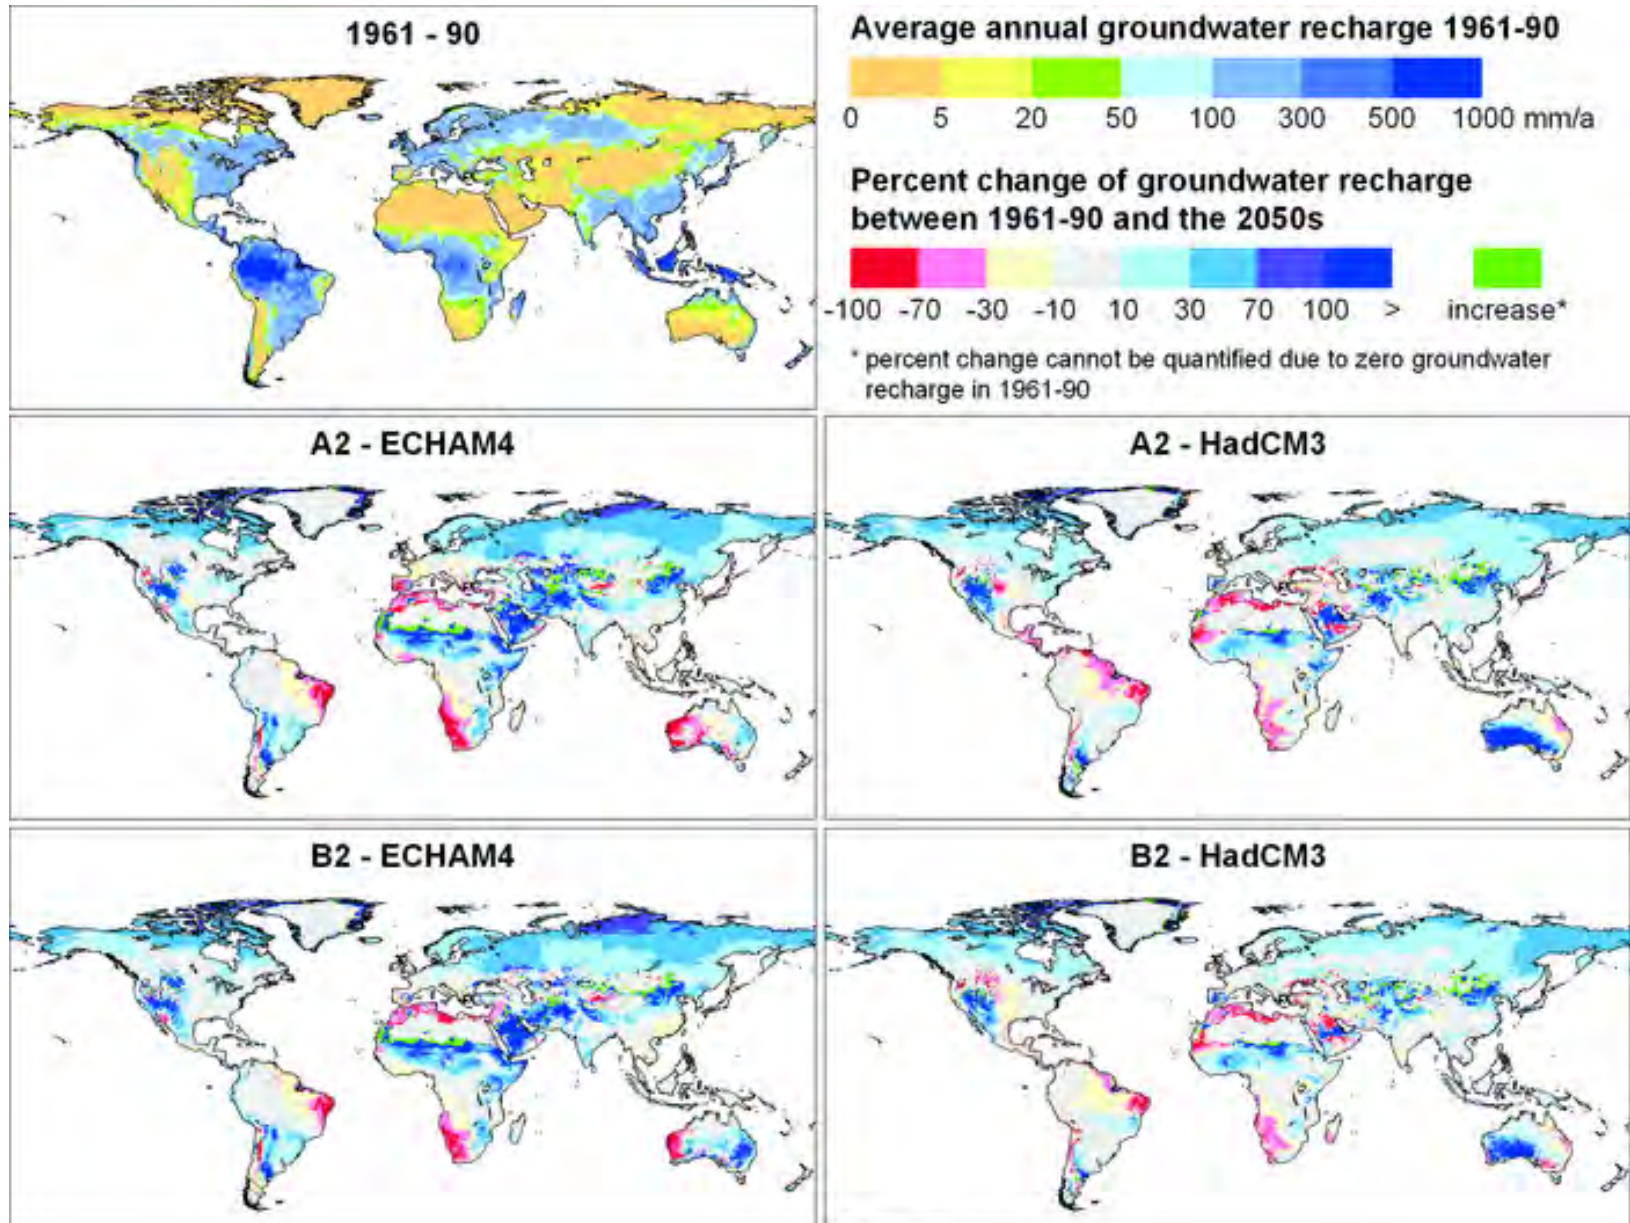 1961 - 90
Average annual groundwater recharge 1961-90
0 5 20 50 100 300 500 1000 mm/a
Percent change of groundwater recharge
between 1961-90 and the 2050s
-100 -70 -30 -10 10 30 70 100 > increase*
* percent change cannot be quantified due to zero groundwater
recharge in 1961-90
A2 - ECHAM4
A2 - HadCM3
B2 - ECHAM4
B2 - HadCM3